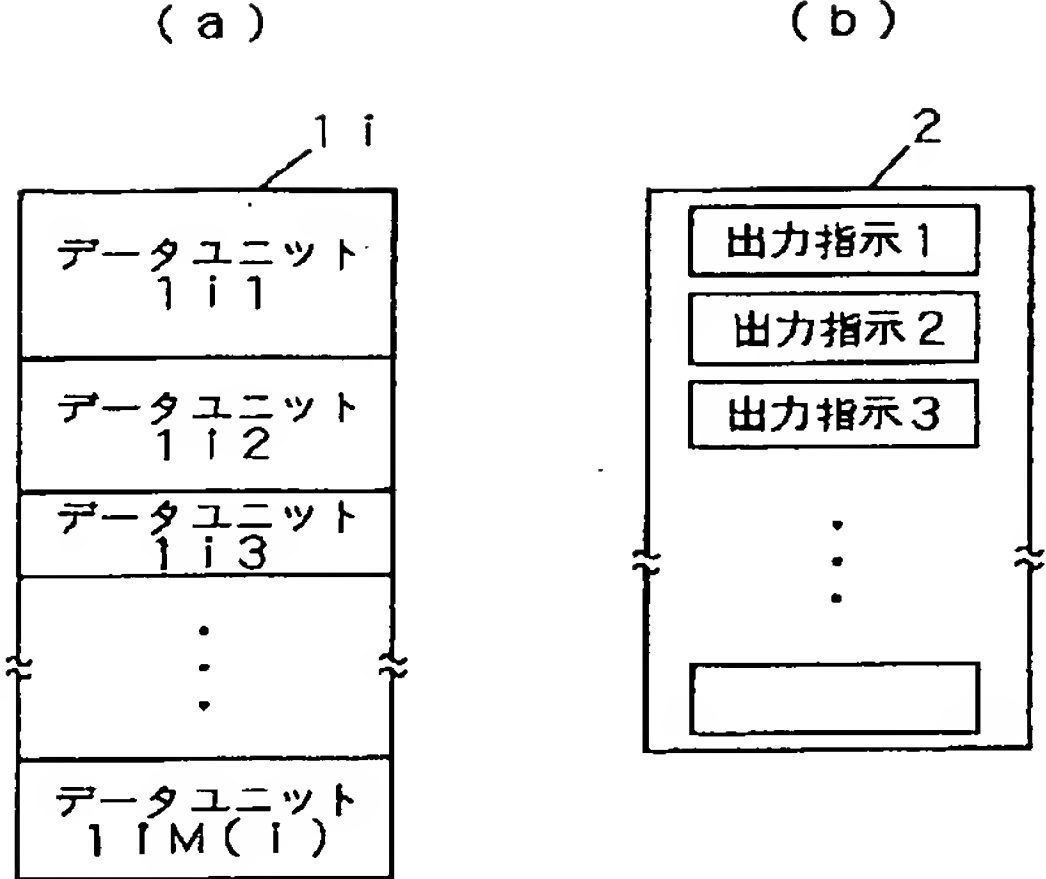 (a)
1i
データユニット
1i1
データユニット
1i2
データユニット
1i3
データユニット
1iM(i)
(b)
2
出力指示1
出力指示2
出力指示3